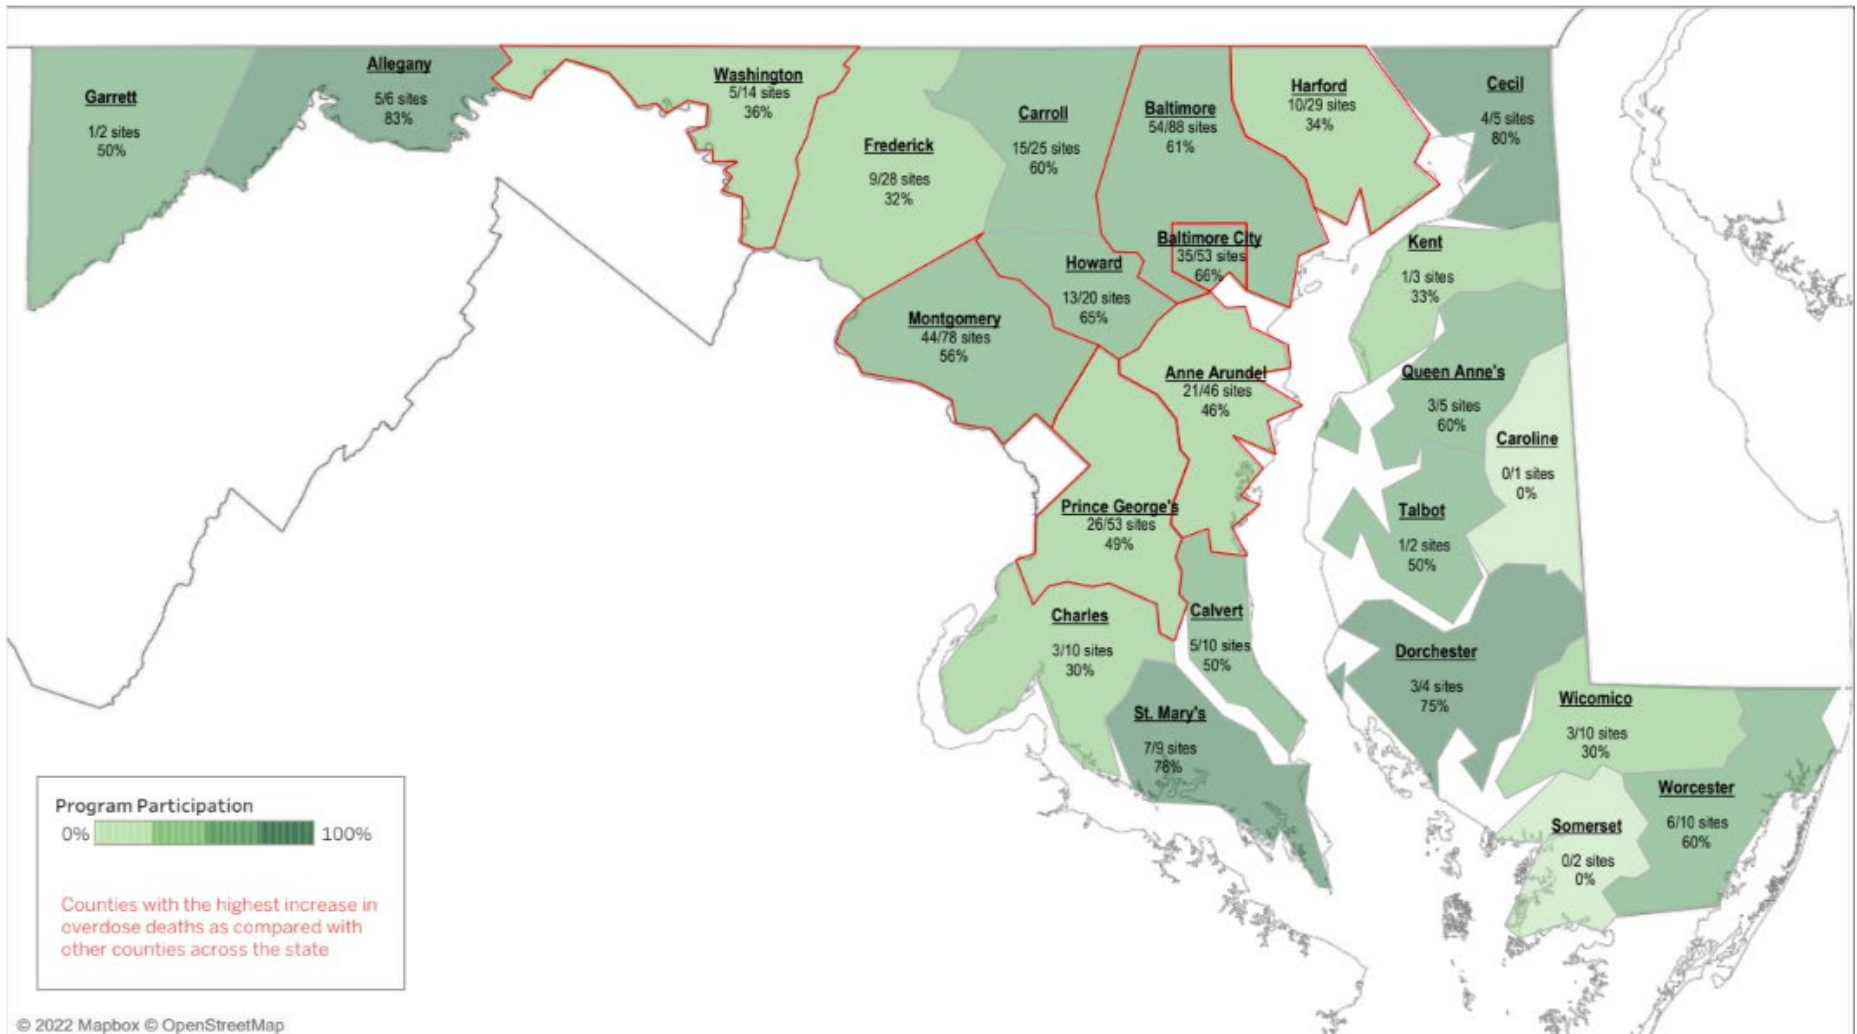 Garrett
1/2 sites
50%
Allegany
5/6 sites
83%
Washington
5/14 sites
36%
Frederick
9/28 sites
32%
Carroll
15/25 sites
60%
Baltimore
54/88 sites
61%
Harford
10/29 sites
34%
Cecil
4/5 sites
80%
Baltimore City
35/53 sites
66%
Howard
13/20 sites
65%
Montgomery
44/78 sites
56%
Kent
1/3 sites
33%
Anne Arundel
21/46 sites
46%
Queen Anne's
3/5 sites
60%
Caroline
0/1 sites
0%
Prince George's
26/53 sites
49%
Talbot
1/2 sites
50%
Charles
3/10 sites
30%
Calvert
5/10 sites
50%
Dorchester
3/4 sites
75%
St. Mary's
7/9 sites
78%
Wicomico
3/10 sites
30%
Worcester
6/10 sites
60%
Somerset
0/2 sites
0%
Program Participation
0% 100%
Counties with the highest increase in
overdose deaths as compared with
other counties across the state
© 2022 Mapbox © OpenStreetMap